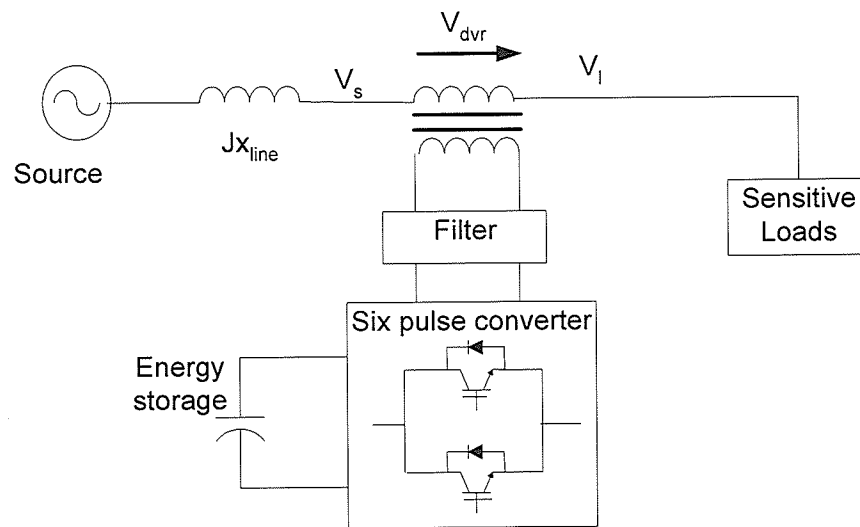 V_dvr
V_s
V_l
Jx_line
Source
Sensitive
Loads
Filter
Six pulse converter
Energy
storage